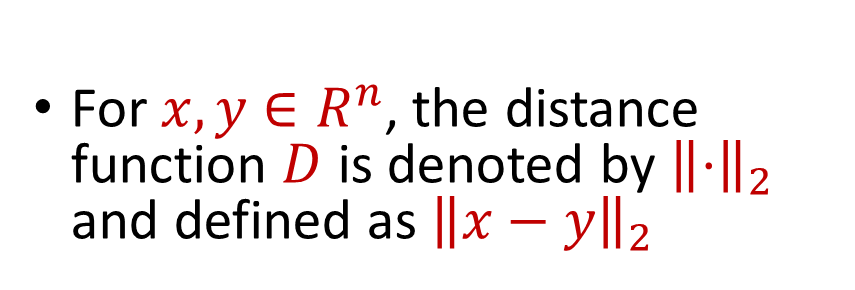 • For x, y ∈ Rⁿ, the distance
function D is denoted by ‖·‖₂
and defined as ‖x − y‖₂